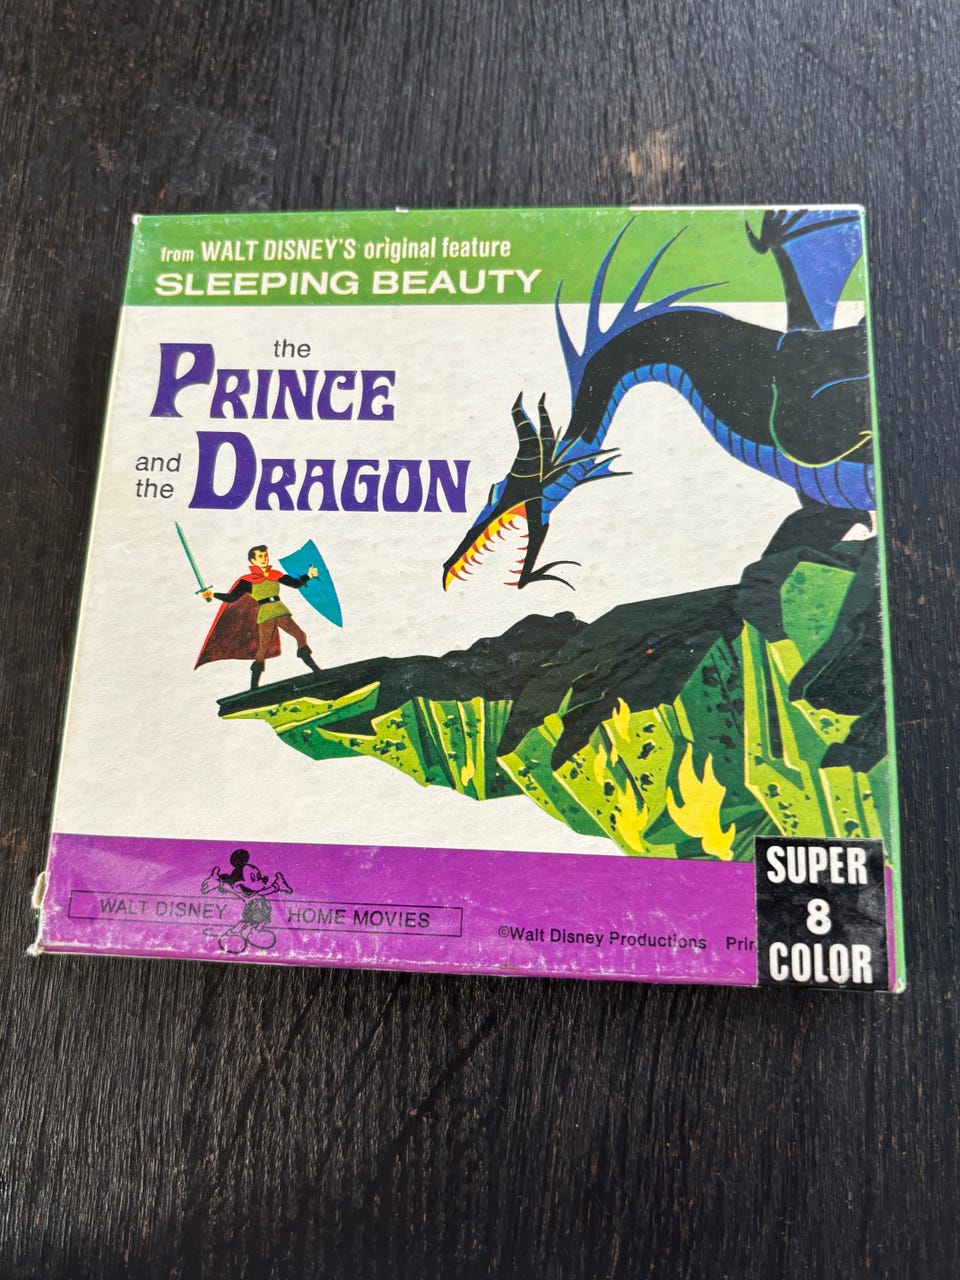 from WALT DISNEY'S original feature
SLEEPING BEAUTY
the
PRINCE
and the
DRAGON
WALT DISNEY HOME MOVIES
©Walt Disney Productions
SUPER
8
COLOR